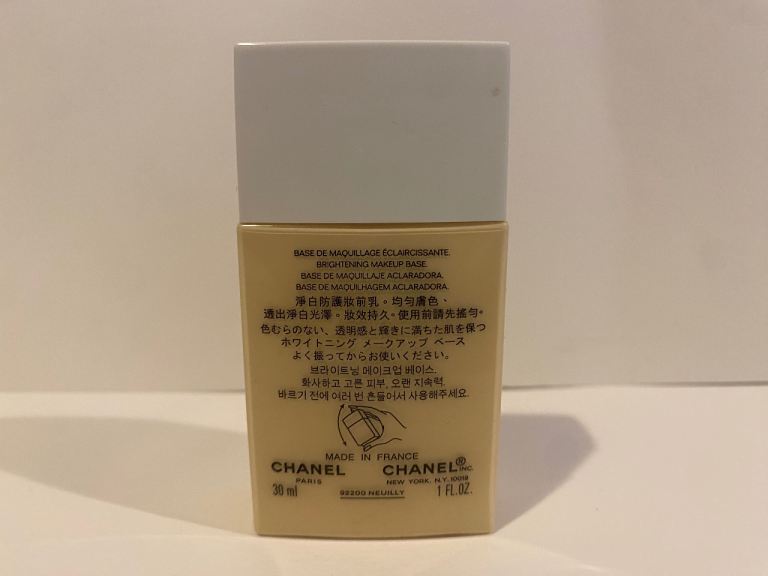 BASE DE MAQUILLAGE ÉCLAIRCISSANTE.
BRIGHTENING MAKEUP BASE.
BASE DE MAQUILLAJE ACLARADORA.
BASE DE MAQUILHAGEM ACLARADORA.
淨白防護妝前乳。均勻膚色、
透出淨白光澤。妝效持久。使用前請先搖勻。
色むらのない、透明感と輝きに満ちた肌を保つ
ホワイトニング メークアップ ベース
よく振ってからお使いください。
브라이트닝 메이크업 베이스.
화사하고 고른 피부, 오랜 지속력.
바르기 전에 여러 번 흔들어서 사용해주세요.
MADE IN FRANCE
CHANEL CHANEL® INC.
PARIS NEW YORK. N.Y. 10019
30 ml 92200 NEUILLY 1 FL.OZ.